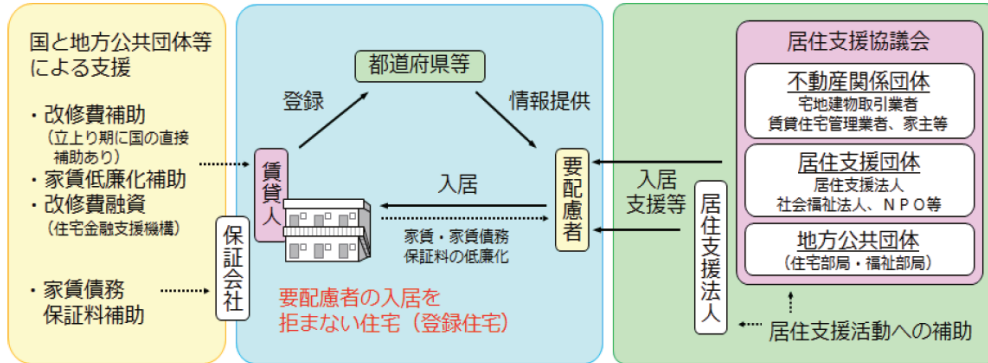 国と地方公共団体等
による支援
・改修費補助
（立上り期に国の直接
補助あり）
・家賃低廉化補助
・改修費融資
（住宅金融支援機構）
・家賃債務
保証料補助
保証会社
都道府県等
登録
情報提供
賃貸人
要配慮者
入居
家賃・家賃債務
保証料の低廉化
要配慮者の入居を
拒まない住宅（登録住宅）
入居
支援等
居住支援法人
居住支援協議会
不動産関係団体
宅地建物取引業者
賃貸住宅管理業者、家主等
居住支援団体
居住支援法人
社会福祉法人、ＮＰＯ等
地方公共団体
（住宅部局・福祉部局）
居住支援活動への補助